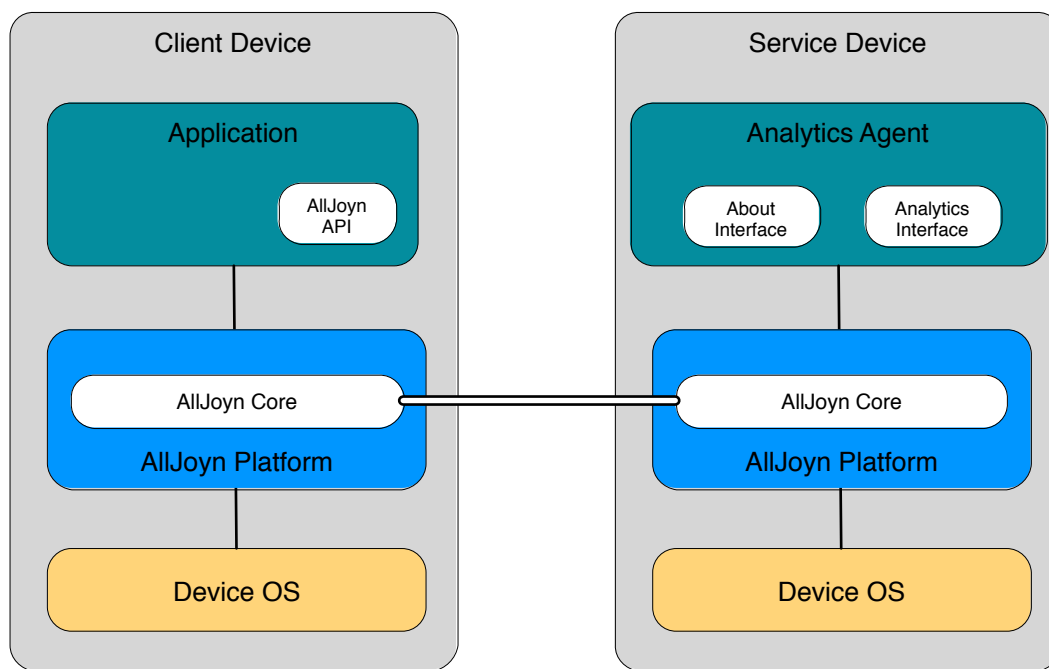 Client Device
Application
AllJoyn
API
AllJoyn Core
AllJoyn Platform
Device OS
Service Device
Analytics Agent
About
Interface
Analytics
Interface
AllJoyn Core
AllJoyn Platform
Device OS